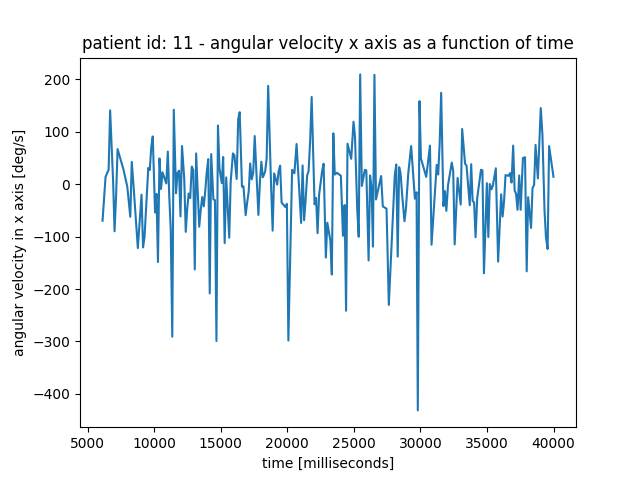 patient id: 11 - angular velocity x axis as a function of time
200
100
0
−100
−200
−300
−400
angular velocity in x axis [deg/s]
5000 10000 15000 20000 25000 30000 35000 40000
time [milliseconds]